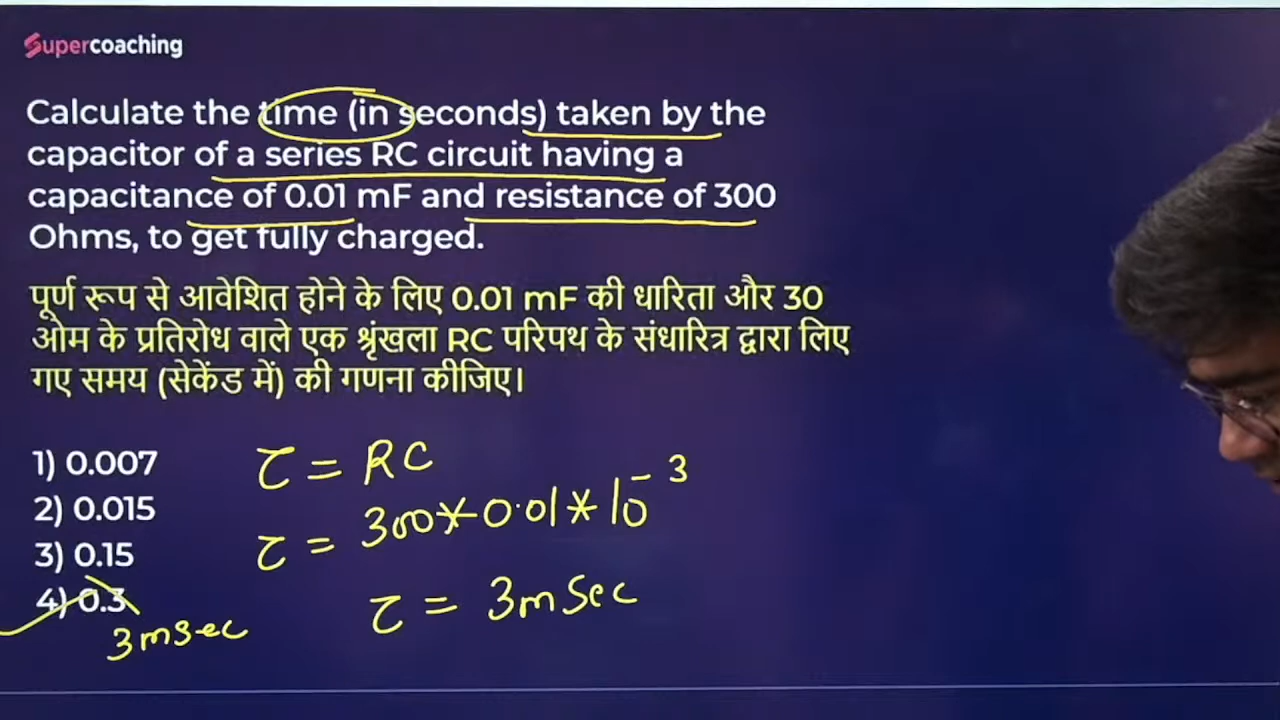 Supercoaching
Calculate the time (in seconds) taken by the
capacitor of a series RC circuit having a
capacitance of 0.01 mF and resistance of 300
Ohms, to get fully charged.
पूर्ण रूप से आवेशित होने के लिए 0.01 mF की धारिता और 30
ओम के प्रतिरोध वाले एक श्रृंखला RC परिपथ के संधारित्र द्वारा लिए
गए समय (सेकेंड में) की गणना कीजिए।
1) 0.007
2) 0.015
3) 0.15
4) 0.3
3msec
τ = RC
τ = 300*0.01*10⁻³
τ = 3mSec